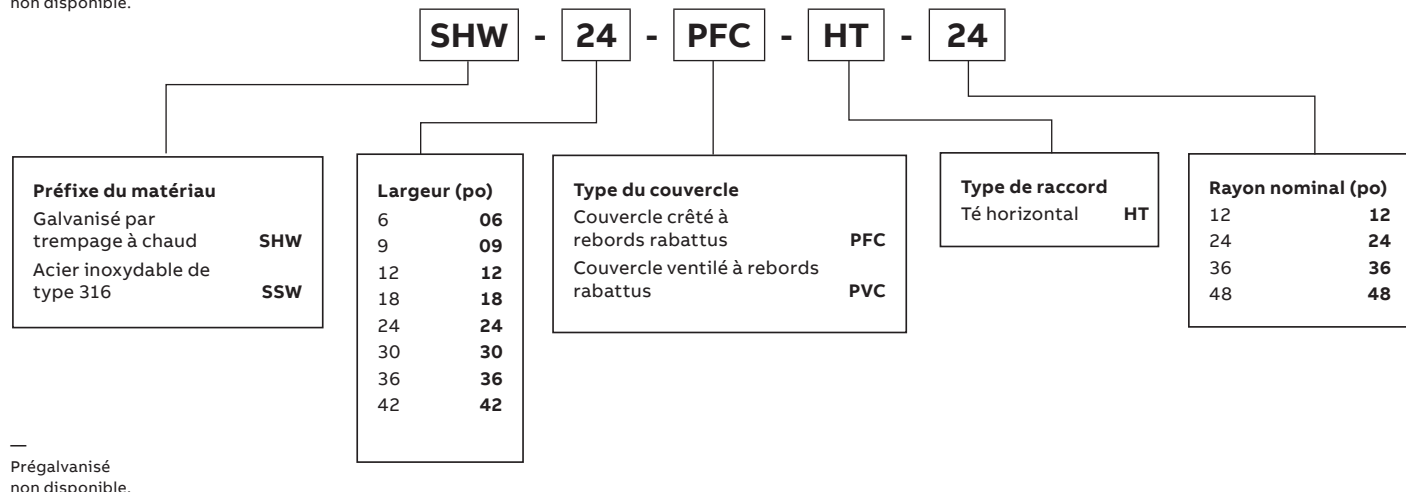 non disponible.
SHW - 24 - PFC - HT - 24
Préfixe du matériau
Galvanisé par
trempage à chaud SHW
Acier inoxydable de
type 316 SSW
Largeur (po)
6 06
9 09
12 12
18 18
24 24
30 30
36 36
42 42
Type du couvercle
Couvercle crêté à
rebords rabattus PFC
Couvercle ventilé à rebords
rabattus PVC
Type de raccord
Té horizontal HT
Rayon nominal (po)
12 12
24 24
36 36
48 48
—
Prégalvanisé
non disponible.